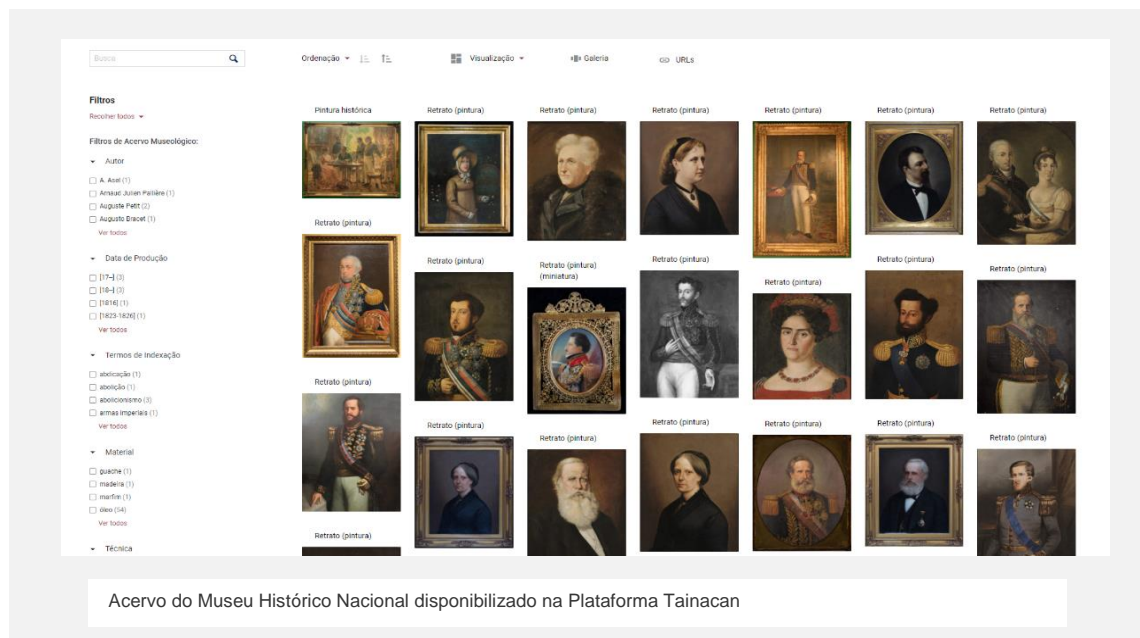 Busca
Ordenação
Visualização
Galeria
URLs
Filtros
Recolher todos
Filtros de Acervo Museológico:
Autor
A. Axel (1)
Arnaud Julien Pallière (1)
Auguste Petit (2)
Augusto Bracet (1)
Ver todos
Data de Produção
[17-] (3)
[18-] (3)
[1816] (1)
[1823-1826] (1)
Ver todos
Termos de Indexação
abdicação (1)
abolição (1)
abolicionismo (3)
armas imperiais (1)
Ver todos
Material
guache (1)
madeira (1)
marfim (1)
óleo (54)
Ver todos
Técnica
Pintura histórica
Retrato (pintura)
Retrato (pintura)
Retrato (pintura)
Retrato (pintura)
Retrato (pintura)
Retrato (pintura)
Retrato (pintura)
Retrato (pintura)
Retrato (pintura)
(miniatura)
Retrato (pintura)
Retrato (pintura)
Retrato (pintura)
Retrato (pintura)
Retrato (pintura)
Retrato (pintura)
Retrato (pintura)
Retrato (pintura)
Retrato (pintura)
Retrato (pintura)
Retrato (pintura)
Retrato (pintura)
Acervo do Museu Histórico Nacional disponibilizado na Plataforma Tainacan